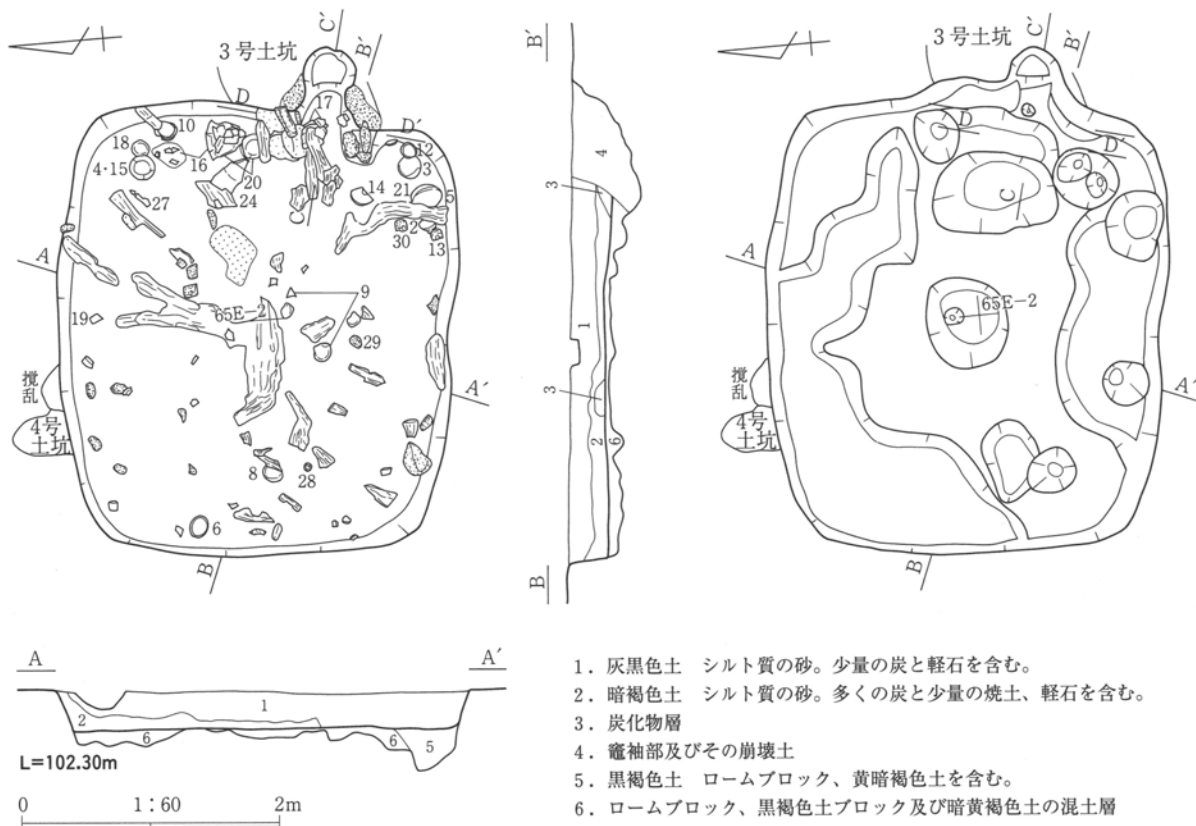 3号土坑
C′
B′
D
17
D′
10
18
4・15
16
20
24
27
12
3
14
21
5
2
30
13
A
65E-2
9
19
29
撹乱
4号
土坑
A′
8
28
6
B
B′
4
3
1
3
2
6
B
3号土坑
C′
B′
D
D′
C
A
65E-2
撹乱
4号
土坑
A′
B
A
A′
1
2
6
6
5
L=102.30m
0 1:60 2m
1. 灰黒色土 シルト質の砂。少量の炭と軽石を含む。
2. 暗褐色土 シルト質の砂。多くの炭と少量の焼土、軽石を含む。
3. 炭化物層
4. 竈袖部及びその崩壊土
5. 黒褐色土 ロームブロック、黄暗褐色土を含む。
6. ロームブロック、黒褐色土ブロック及び暗黄褐色土の混土層